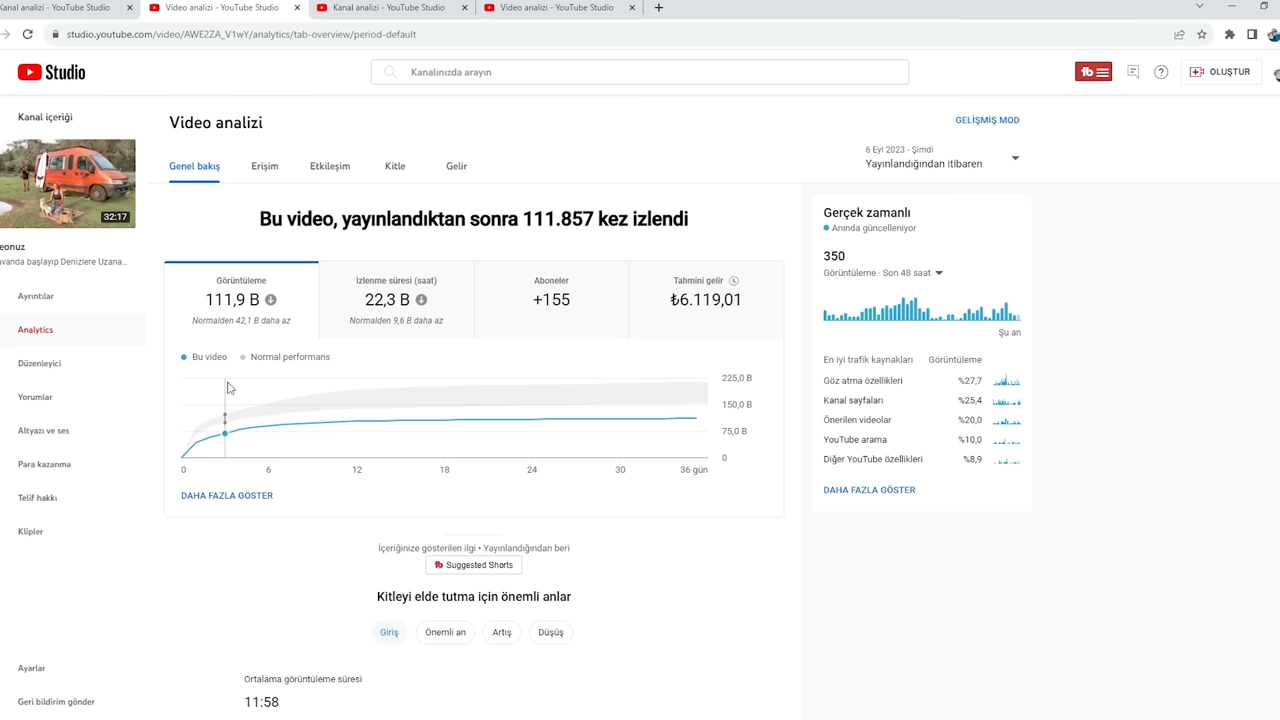 Kanal analizi - YouTube Studio
Video analizi - YouTube Studio
Kanal analizi - YouTube Studio
Video analizi - YouTube Studio
studio.youtube.com/video/AWE2ZA_V1wY/analytics/tab-overview/period-default
Studio
Kanalınızda arayın
OLUŞTUR
Kanal içeriği
32:17
eonuz
avanda başlayıp Denizlere Uzana...
Ayrıntılar
Analytics
Düzenleyici
Yorumlar
Altyazı ve ses
Para kazanma
Telif hakkı
Klipler
Ayarlar
Geri bildirim gönder
Video analizi
GELİŞMİŞ MOD
Genel bakış
Erişim
Etkileşim
Kitle
Gelir
6 Eyl 2023 - Şimdi
Yayınlandığından itibaren
Bu video, yayınlandıktan sonra 111.857 kez izlendi
Görüntüleme
111,9 B
Normalden 42,1 B daha az
İzlenme süresi (saat)
22,3 B
Normalden 9,6 B daha az
Aboneler
+155
Tahmini gelir
₺6.119,01
Bu video
Normal performans
225,0 B
150,0 B
75,0 B
0
0 6 12 18 24 30 36 gün
DAHA FAZLA GÖSTER
İçeriğinize gösterilen ilgi • Yayınlandığından beri
tb Suggested Shorts
Kitleyi elde tutma için önemli anlar
Giriş
Önemli an
Artış
Düşüş
Ortalama görüntüleme süresi
11:58
Gerçek zamanlı
Anında güncelleniyor
350
Görüntüleme · Son 48 saat
Şu an
En iyi trafik kaynakları Görüntüleme
Göz atma özellikleri %27,7
Kanal sayfaları %25,4
Önerilen videolar %20,0
YouTube arama %10,0
Diğer YouTube özellikleri %8,9
DAHA FAZLA GÖSTER